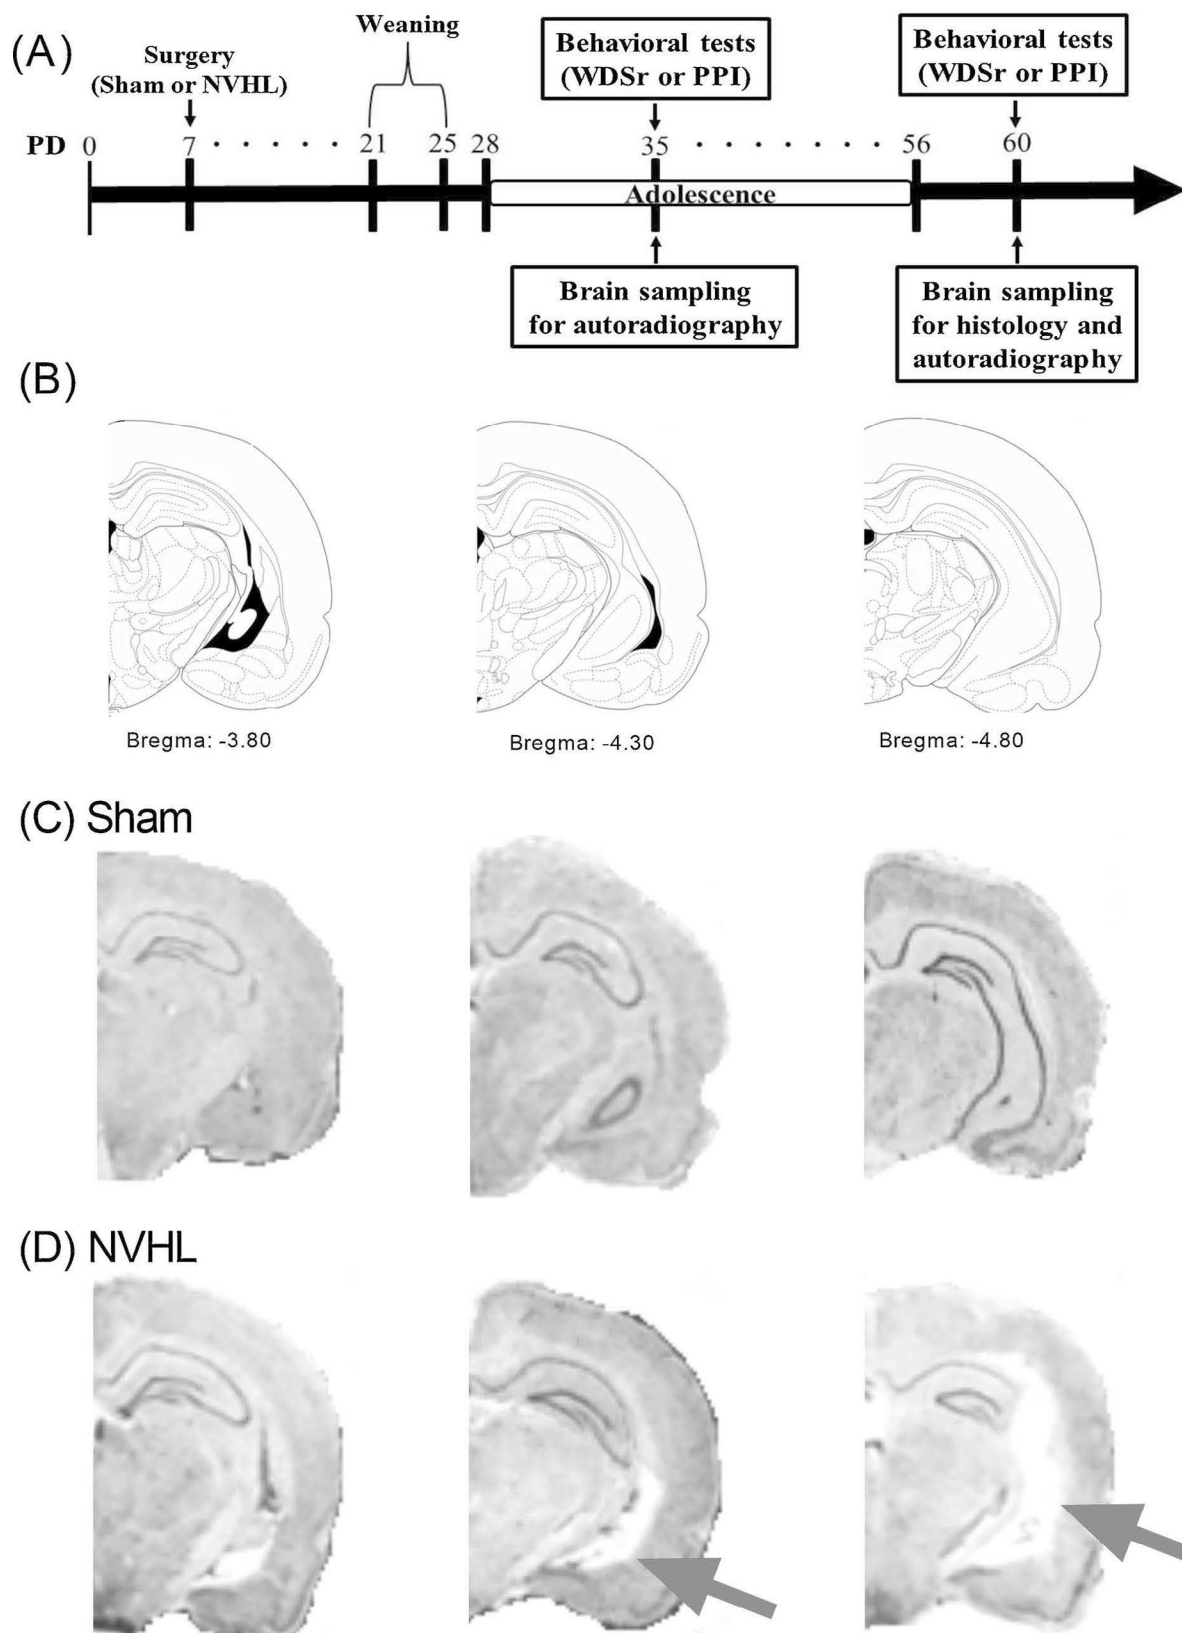 (A)
Surgery
(Sham or NVHL)
Weaning
Behavioral tests
(WDSr or PPI)
Behavioral tests
(WDSr or PPI)
PD 0 7 · · · · · · · 21 25 28 35 · · · · · · · · 56 60
Adolescence
Brain sampling
for autoradiography
Brain sampling
for histology and
autoradiography
(B)
Bregma: -3.80
Bregma: -4.30
Bregma: -4.80
(C) Sham
(D) NVHL